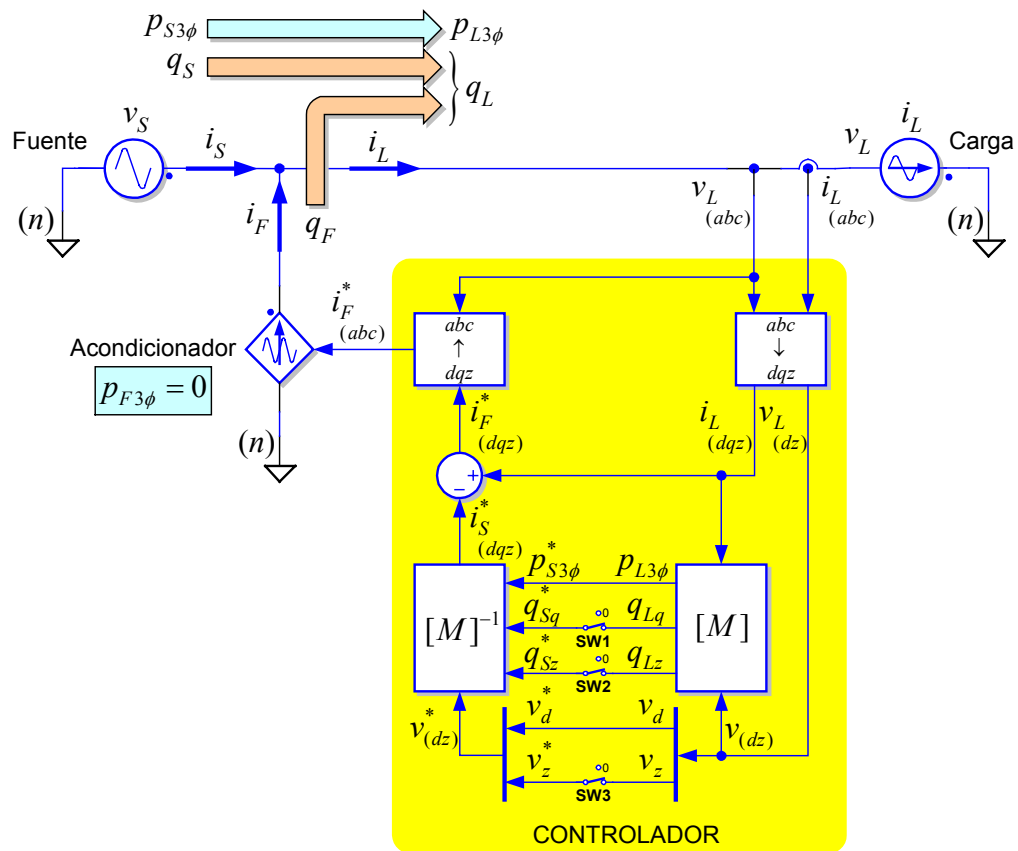 p_{S3ϕ} p_{L3ϕ}
q_S
q_L
v_S i_L
Fuente i_S i_L v_L Carga
(n) i_F q_F v_L (abc) i_L (abc) (n)
i_F^* (abc)
abc ↑ dqz
abc ↓ dqz
Acondicionador
p_{F3ϕ} = 0
(n)
i_F^* (dqz)
i_L (dqz) v_L (dz)
+
−
i_S^* (dqz)
p_{S3ϕ}^* p_{L3ϕ}
[M]^{-1} q_{Sq}^* 0 q_{Lq} [M]
SW1
q_{Sz}^* 0 q_{Lz}
SW2
v_{(dz)}^* v_d^* v_d v_{(dz)}
v_z^* 0 v_z
SW3
CONTROLADOR